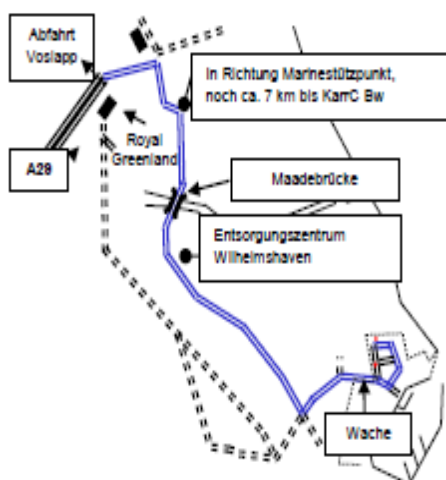 Abfahrt
Voslapp
In Richtung Marinestützpunkt,
noch ca. 7 km bis KarrC Bw
Royal
Greenland
A29
Maadebrücke
Entsorgungszentrum
Wilhelmshaven
Wache